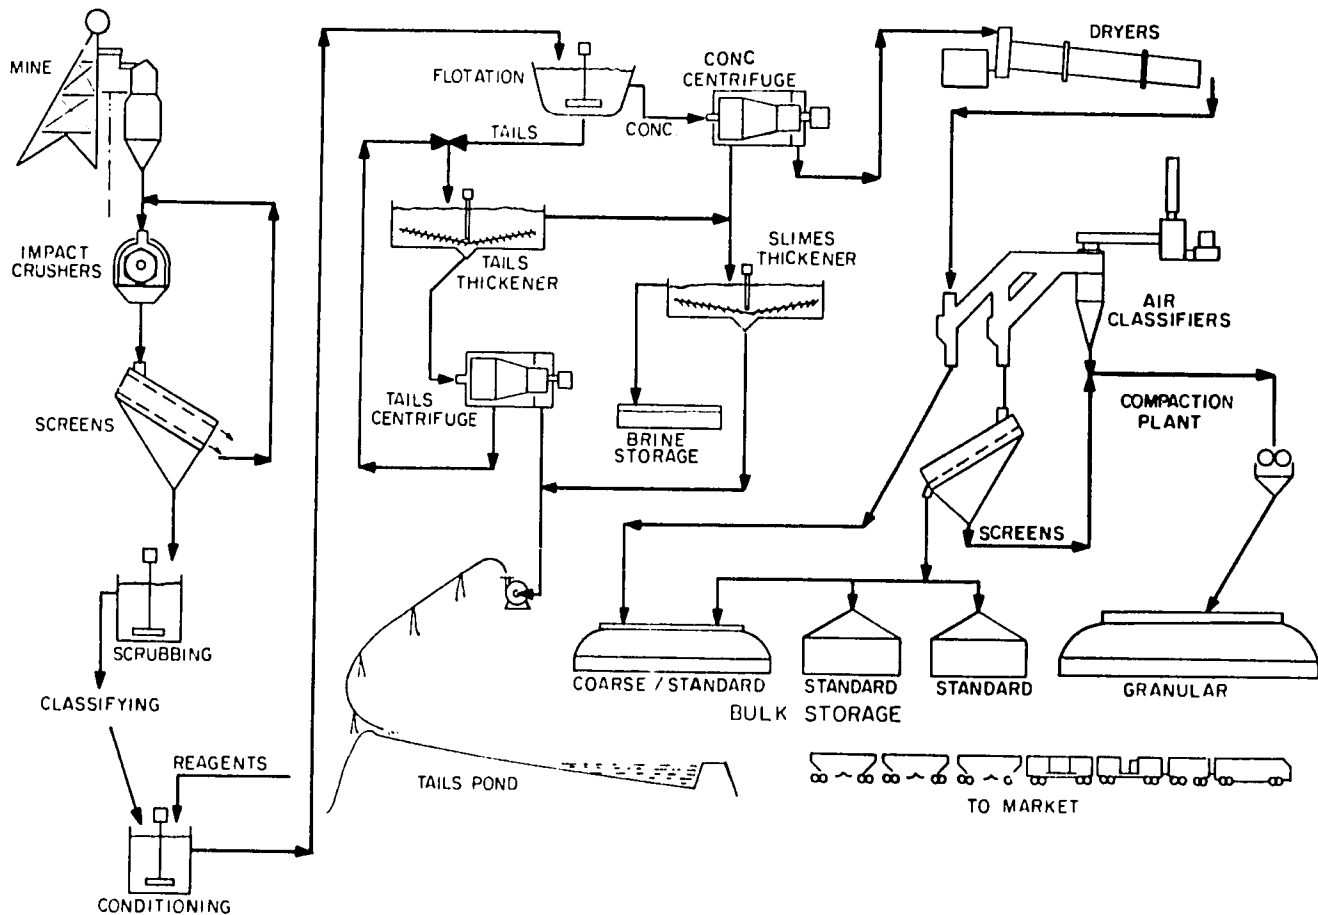 MINE
IMPACT
CRUSHERS
SCREENS
SCRUBBING
CLASSIFYING
REAGENTS
CONDITIONING
FLOTATION
TAILS
CONC.
CONC
CENTRIFUGE
DRYERS
TAILS
THICKENER
SLIMES
THICKENER
TAILS
CENTRIFUGE
BRINE
STORAGE
AIR
CLASSIFIERS
COMPACTION
PLANT
SCREENS
COARSE / STANDARD
STANDARD
STANDARD
GRANULAR
BULK STORAGE
TAILS POND
TO MARKET